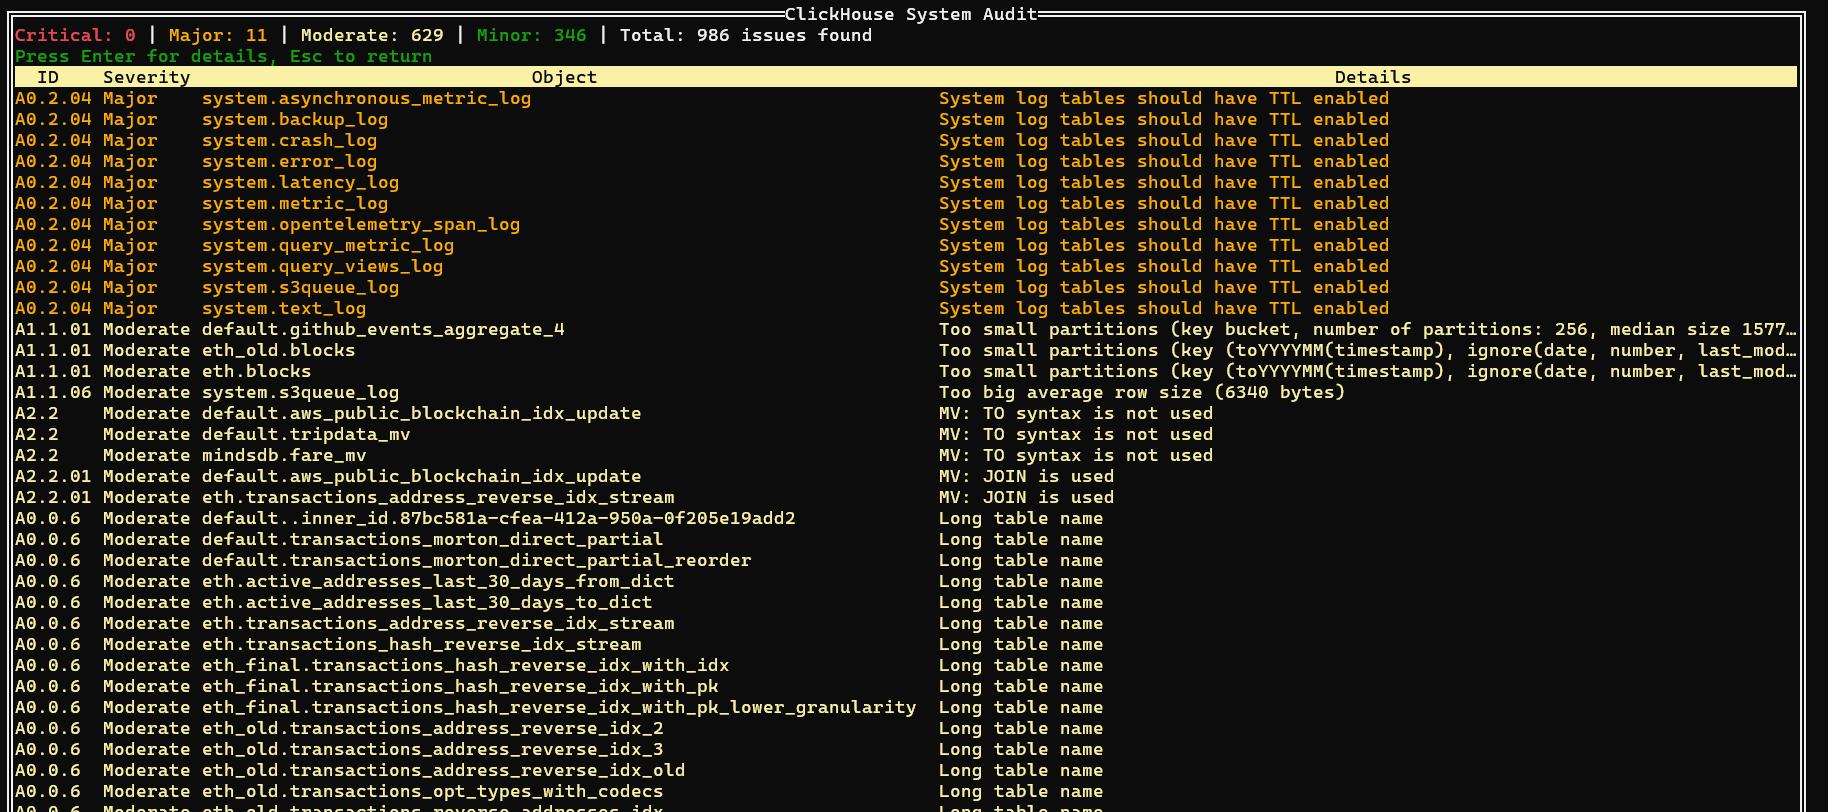 ClickHouse System Audit
Critical: 0 | Major: 11 | Moderate: 629 | Minor: 346 | Total: 986 issues found
Press Enter for details, Esc to return
ID Severity Object Details
A0.2.04 Major system.asynchronous_metric_log System log tables should have TTL enabled
A0.2.04 Major system.backup_log System log tables should have TTL enabled
A0.2.04 Major system.crash_log System log tables should have TTL enabled
A0.2.04 Major system.error_log System log tables should have TTL enabled
A0.2.04 Major system.latency_log System log tables should have TTL enabled
A0.2.04 Major system.metric_log System log tables should have TTL enabled
A0.2.04 Major system.opentelemetry_span_log System log tables should have TTL enabled
A0.2.04 Major system.query_metric_log System log tables should have TTL enabled
A0.2.04 Major system.query_views_log System log tables should have TTL enabled
A0.2.04 Major system.s3queue_log System log tables should have TTL enabled
A0.2.04 Major system.text_log System log tables should have TTL enabled
A1.1.01 Moderate default.github_events_aggregate_4 Too small partitions (key bucket, number of partitions: 256, median size 1577…
A1.1.01 Moderate eth_old.blocks Too small partitions (key (toYYYYMM(timestamp), ignore(date, number, last_mod…
A1.1.01 Moderate eth.blocks Too small partitions (key (toYYYYMM(timestamp), ignore(date, number, last_mod…
A1.1.06 Moderate system.s3queue_log Too big average row size (6340 bytes)
A2.2 Moderate default.aws_public_blockchain_idx_update MV: TO syntax is not used
A2.2 Moderate default.tripdata_mv MV: TO syntax is not used
A2.2 Moderate mindsdb.fare_mv MV: TO syntax is not used
A2.2.01 Moderate default.aws_public_blockchain_idx_update MV: JOIN is used
A2.2.01 Moderate eth.transactions_address_reverse_idx_stream MV: JOIN is used
A0.0.6 Moderate default..inner_id.87bc581a-cfea-412a-950a-0f205e19add2 Long table name
A0.0.6 Moderate default.transactions_morton_direct_partial Long table name
A0.0.6 Moderate default.transactions_morton_direct_partial_reorder Long table name
A0.0.6 Moderate eth.active_addresses_last_30_days_from_dict Long table name
A0.0.6 Moderate eth.active_addresses_last_30_days_to_dict Long table name
A0.0.6 Moderate eth.transactions_address_reverse_idx_stream Long table name
A0.0.6 Moderate eth.transactions_hash_reverse_idx_stream Long table name
A0.0.6 Moderate eth_final.transactions_hash_reverse_idx_with_idx Long table name
A0.0.6 Moderate eth_final.transactions_hash_reverse_idx_with_pk Long table name
A0.0.6 Moderate eth_final.transactions_hash_reverse_idx_with_pk_lower_granularity Long table name
A0.0.6 Moderate eth_old.transactions_address_reverse_idx_2 Long table name
A0.0.6 Moderate eth_old.transactions_address_reverse_idx_3 Long table name
A0.0.6 Moderate eth_old.transactions_address_reverse_idx_old Long table name
A0.0.6 Moderate eth_old.transactions_opt_types_with_codecs Long table name
A0.0.6 Moderate eth_old.transactions_reverse_addresses_idx Long table name